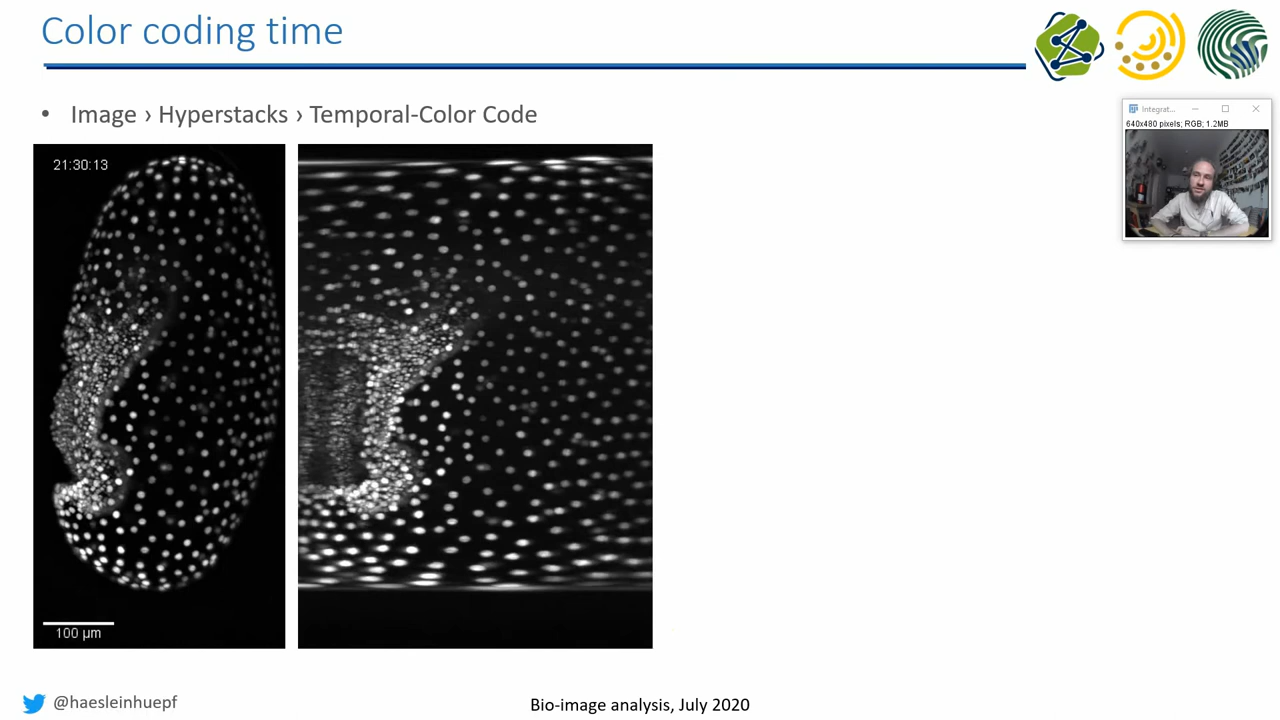 Color coding time
• Image › Hyperstacks › Temporal-Color Code
Integrat...
640x480 pixels; RGB; 1.2MB
21:30:13
100 µm
@haesleinhuepf
Bio-image analysis, July 2020